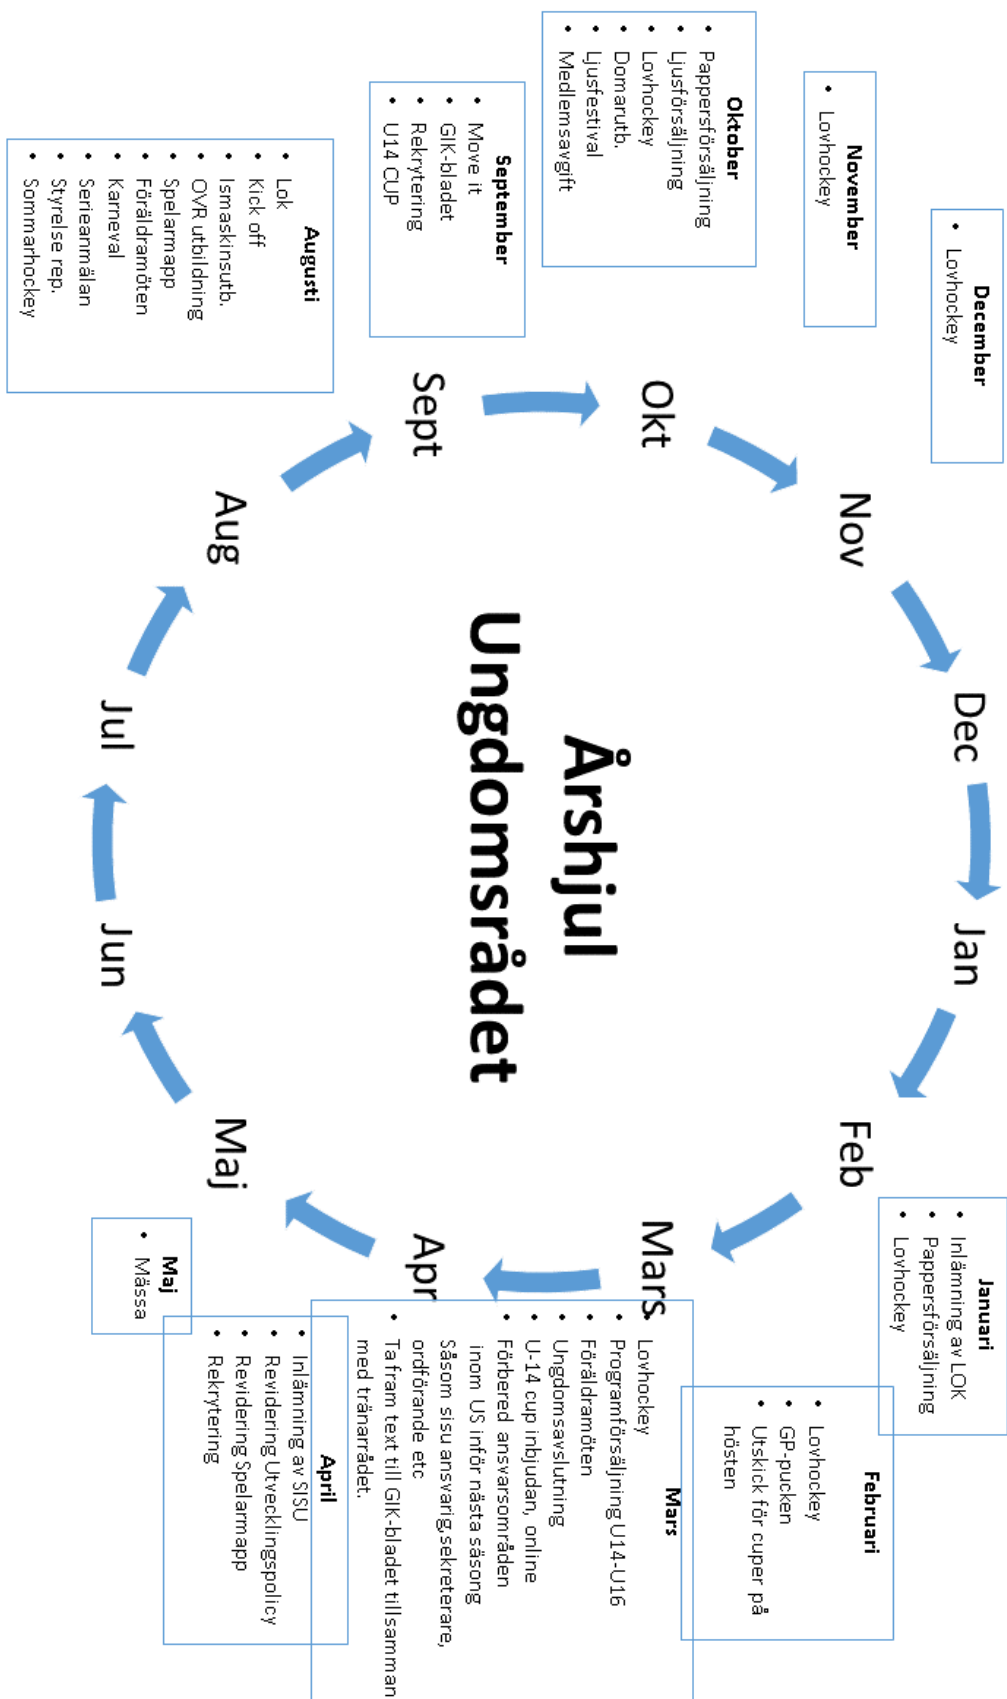 Årshjul
Ungdomsrådet
Dec
Jan
Feb
Mars
Apr
Maj
Jun
Jul
Aug
Sept
Okt
Nov
Januari
• Inlämning av LOK
• Pappersförsäljning
• Lovhockey
Februari
• Lovhockey
• GP-pucken
• Utskick för cuper på
hösten
Mars
• Lovhockey
• Programförsäljning U14-U16
• Föräldramöten
• Ungdomsavslutning
• U-14 cup inbjudan, online
• Förbered ansvarsområden
inom US inför nästa säsong
Såsom sisu ansvarig,sekreterare,
ordförande etc
• Ta fram text till GIK-bladet tillsamman
med tränarrådet.
April
• Inlämning av SISU
• Revidering Utvecklingspolicy
• Revidering Spelarmapp
• Rekrytering
Maj
• Mässa
Augusti
• Lok
• Kick off
• Ismaskinsutb.
• OVR utbildning
• Spelarmapp
• Föräldramöten
• Karneval
• Serieanmälan
• Styrelse rep.
• Sommarhockey
September
• Move it
• GIK-bladet
• Rekrytering
• U14 CUP
Oktober
• Pappersförsäljning
• Ljusförsäljning
• Lovhockey
• Domarutb.
• Ljusfestival
• Medlemsavgift
November
• Lovhockey
December
• Lovhockey